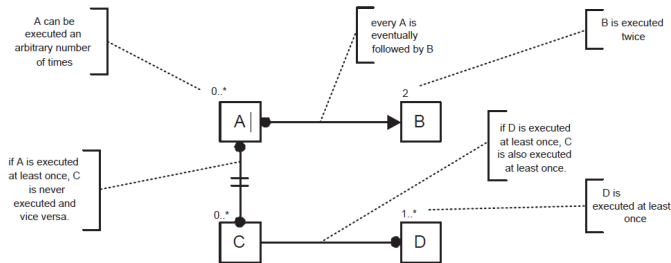 A can be
executed an
arbitrary number
of times
every A is
eventually
followed by B
B is executed
twice
0..*
2
A
B
if A is executed
at least once, C
is never
executed and
vice versa.
if D is executed
at least once, C
is also executed
at least once.
D is
executed at least
once
0..*
1..*
C
D